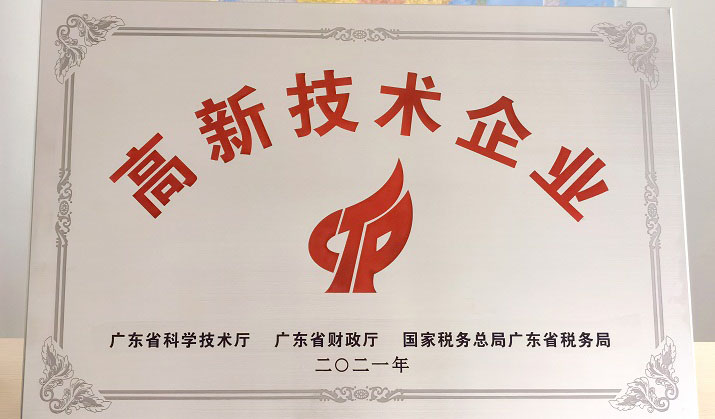 高新技术企业
广东省科学技术厅 广东省财政厅 国家税务总局广东省税务局
二〇二一年